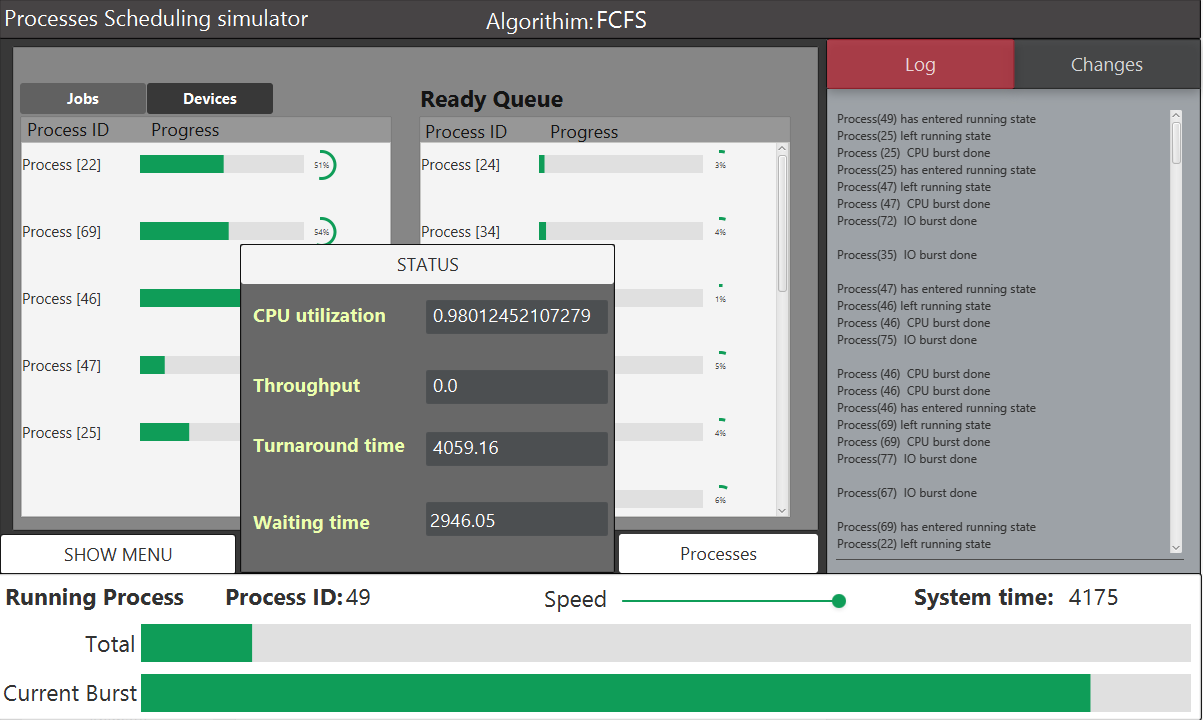 Processes Scheduling simulator
Algorithim: FCFS
Jobs Devices
Process ID Progress
Process [22] 51%
Process [69] 54%
Process [46]
Process [47]
Process [25]
Ready Queue
Process ID Progress
Process [24] 3%
Process [34] 4%
1%
5%
4%
6%
STATUS
CPU utilization 0.98012452107279
Throughput 0.0
Turnaround time 4059.16
Waiting time 2946.05
SHOW MENU
Processes
Log Changes
Process(49) has entered running state
Process(25) left running state
Process (25) CPU burst done
Process(25) has entered running state
Process(47) left running state
Process (47) CPU burst done
Process(72) IO burst done
Process(35) IO burst done
Process(47) has entered running state
Process(46) left running state
Process (46) CPU burst done
Process(75) IO burst done
Process (46) CPU burst done
Process (46) CPU burst done
Process(46) has entered running state
Process(69) left running state
Process (69) CPU burst done
Process(77) IO burst done
Process(67) IO burst done
Process(69) has entered running state
Process(22) left running state
Running Process Process ID: 49 Speed System time: 4175
Total
Current Burst